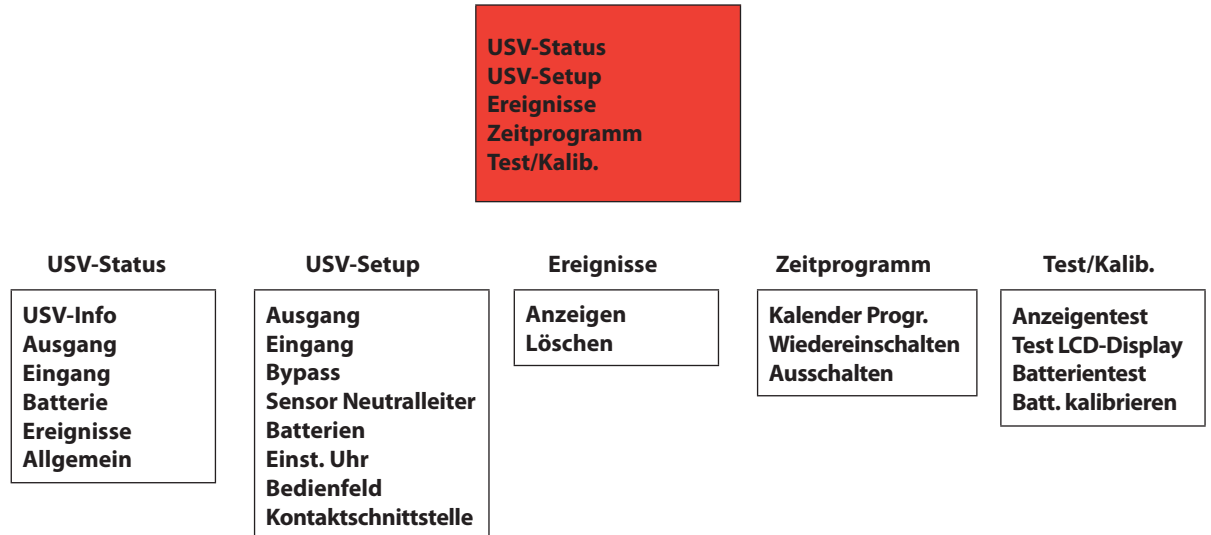 USV-Status
USV-Setup
Ereignisse
Zeitprogramm
Test/Kalib.
USV-Status
USV-Info
Ausgang
Eingang
Batterie
Ereignisse
Allgemein
USV-Setup
Ausgang
Eingang
Bypass
Sensor Neutralleiter
Batterien
Einst. Uhr
Bedienfeld
Kontaktschnittstelle
Ereignisse
Anzeigen
Löschen
Zeitprogramm
Kalender Progr.
Wiedereinschalten
Ausschalten
Test/Kalib.
Anzeigentest
Test LCD-Display
Batterientest
Batt. kalibrieren